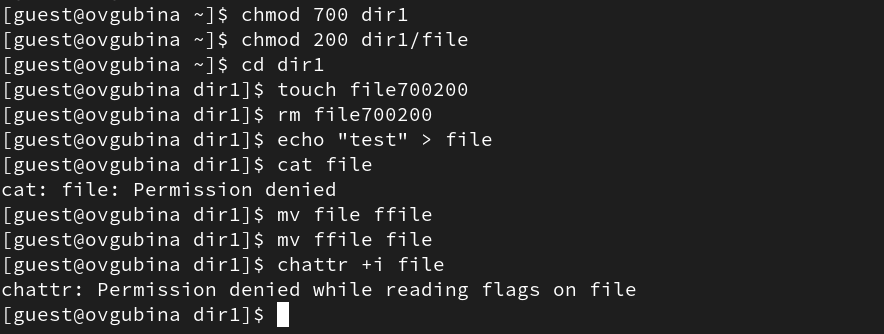 [guest@ovgubina ~]$ chmod 700 dir1
[guest@ovgubina ~]$ chmod 200 dir1/file
[guest@ovgubina ~]$ cd dir1
[guest@ovgubina dir1]$ touch file700200
[guest@ovgubina dir1]$ rm file700200
[guest@ovgubina dir1]$ echo "test" > file
[guest@ovgubina dir1]$ cat file
cat: file: Permission denied
[guest@ovgubina dir1]$ mv file ffile
[guest@ovgubina dir1]$ mv ffile file
[guest@ovgubina dir1]$ chattr +i file
chattr: Permission denied while reading flags on file
[guest@ovgubina dir1]$